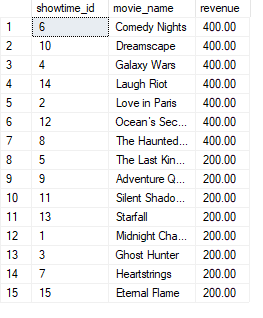 showtime_id movie_name revenue
1 6 Comedy Nights 400.00
2 10 Dreamscape 400.00
3 4 Galaxy Wars 400.00
4 14 Laugh Riot 400.00
5 2 Love in Paris 400.00
6 12 Ocean's Sec... 400.00
7 8 The Haunted... 400.00
8 5 The Last Kin... 200.00
9 9 Adventure Q... 200.00
10 11 Silent Shado... 200.00
11 13 Starfall 200.00
12 1 Midnight Cha... 200.00
13 3 Ghost Hunter 200.00
14 7 Heartstrings 200.00
15 15 Eternal Flame 200.00